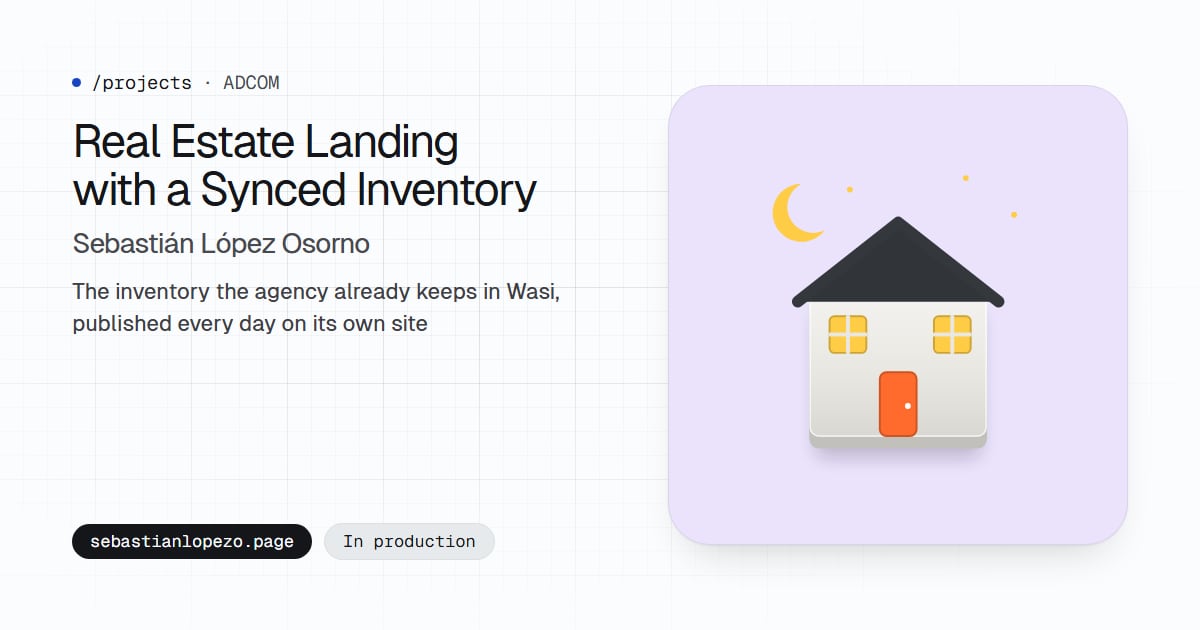 /projects · ADCOM
Real Estate Landing
with a Synced Inventory
Sebastián López Osorno
The inventory the agency already keeps in Wasi,
published every day on its own site
sebastianlopezo.page
In production